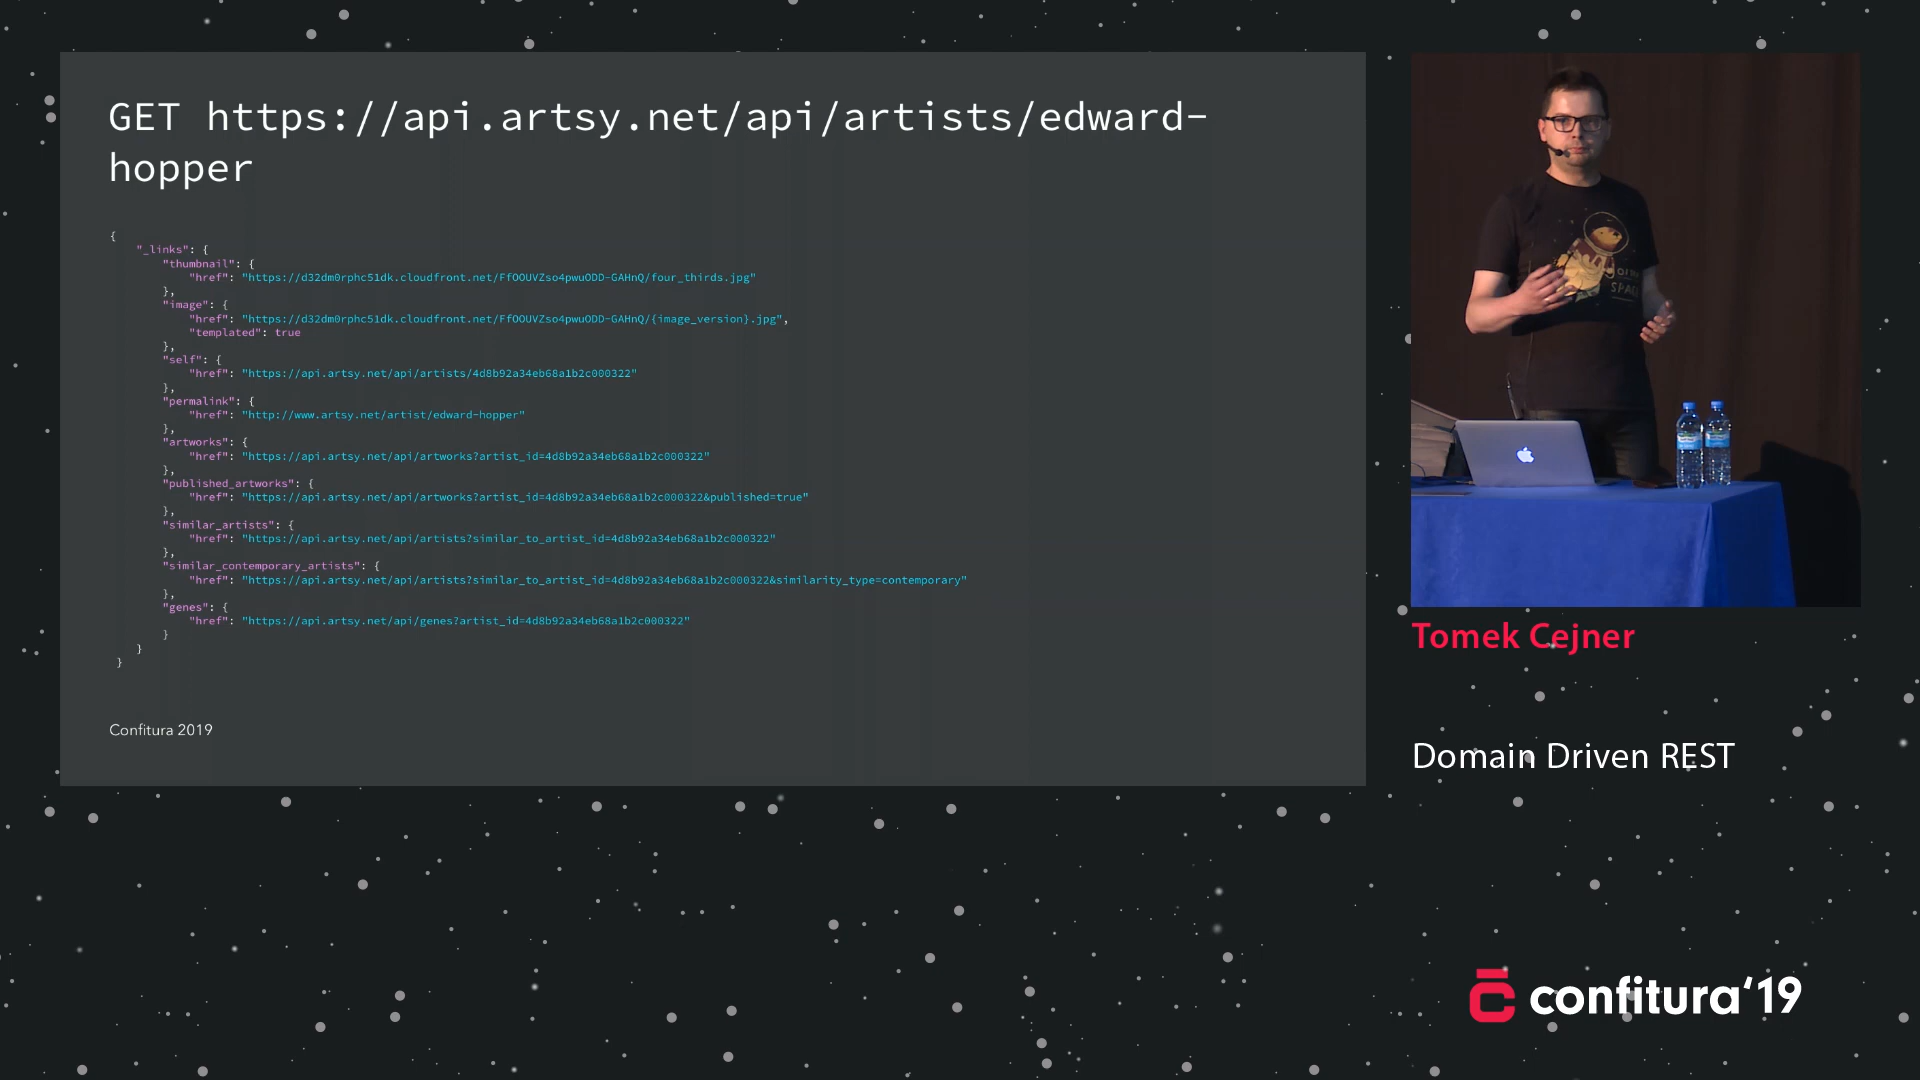 GET https://api.artsy.net/api/artists/edward-
hopper
{
"_links": {
"thumbnail": {
"href": "https://d32dm0rphc51dk.cloudfront.net/FfOOUVZso4pwuODD-GAHnQ/four_thirds.jpg"
},
"image": {
"href": "https://d32dm0rphc51dk.cloudfront.net/FfOOUVZso4pwuODD-GAHnQ/{image_version}.jpg",
"templated": true
},
"self": {
"href": "https://api.artsy.net/api/artists/4d8b92a34eb68a1b2c000322"
},
"permalink": {
"href": "http://www.artsy.net/artist/edward-hopper"
},
"artworks": {
"href": "https://api.artsy.net/api/artworks?artist_id=4d8b92a34eb68a1b2c000322"
},
"published_artworks": {
"href": "https://api.artsy.net/api/artworks?artist_id=4d8b92a34eb68a1b2c000322&published=true"
},
"similar_artists": {
"href": "https://api.artsy.net/api/artists?similar_to_artist_id=4d8b92a34eb68a1b2c000322"
},
"similar_contemporary_artists": {
"href": "https://api.artsy.net/api/artists?similar_to_artist_id=4d8b92a34eb68a1b2c000322&similarity_type=contemporary"
},
"genes": {
"href": "https://api.artsy.net/api/genes?artist_id=4d8b92a34eb68a1b2c000322"
}
}
}
Confitura 2019
SPACE
Tomek Cejner
Domain Driven REST
confitura'19